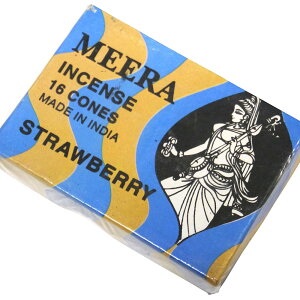 MEERA
INCENSE
16 CONES
MADE IN INDIA
STRAWBERRY